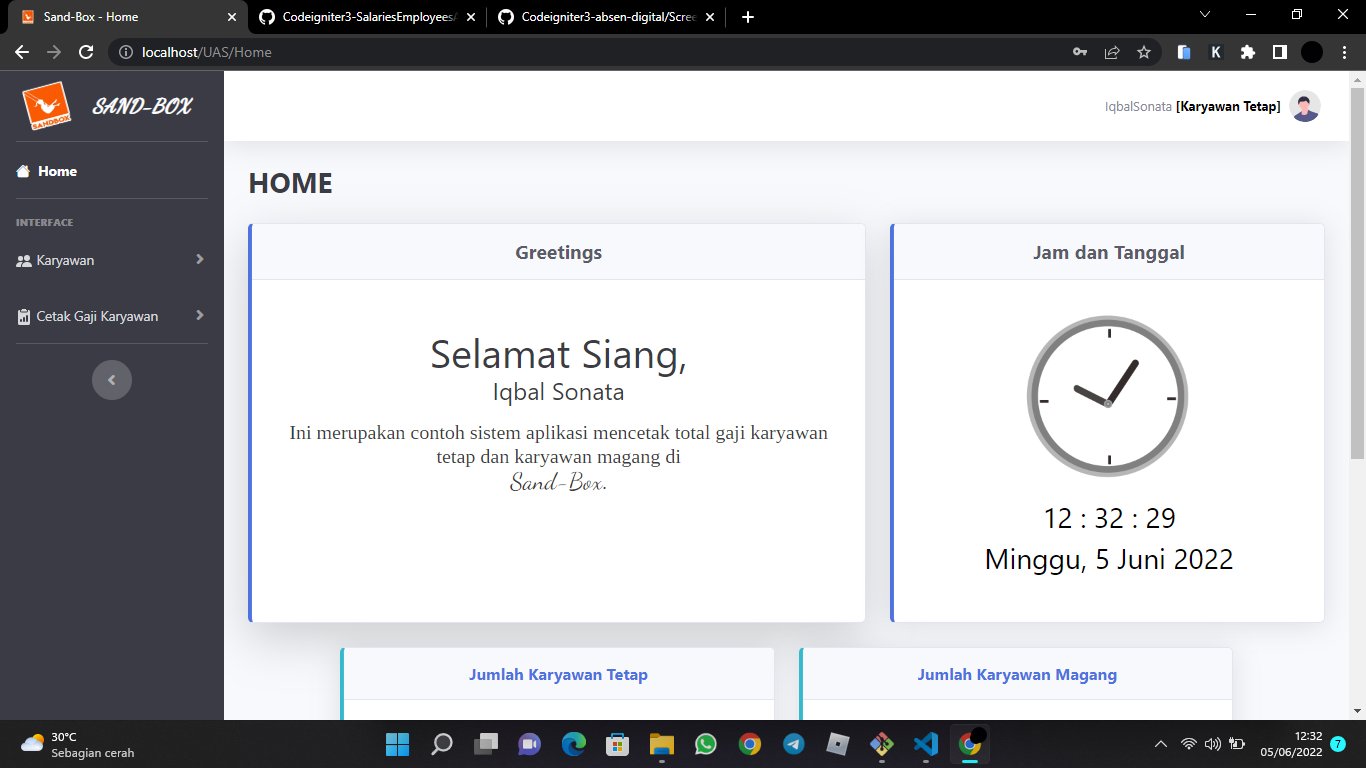 Sand-Box - Home
Codeigniter3-SalariesEmployees/
Codeigniter3-absen-digital/Scree
localhost/UAS/Home
SANDBOX
SAND-BOX
IqbalSonata [Karyawan Tetap]
Home
INTERFACE
Karyawan
Cetak Gaji Karyawan
HOME
Greetings
Selamat Siang,
Iqbal Sonata
Ini merupakan contoh sistem aplikasi mencetak total gaji karyawan
tetap dan karyawan magang di
Sand-Box.
Jam dan Tanggal
12 : 32 : 29
Minggu, 5 Juni 2022
Jumlah Karyawan Tetap
Jumlah Karyawan Magang
30°C
Sebagian cerah
12:32
05/06/2022
7